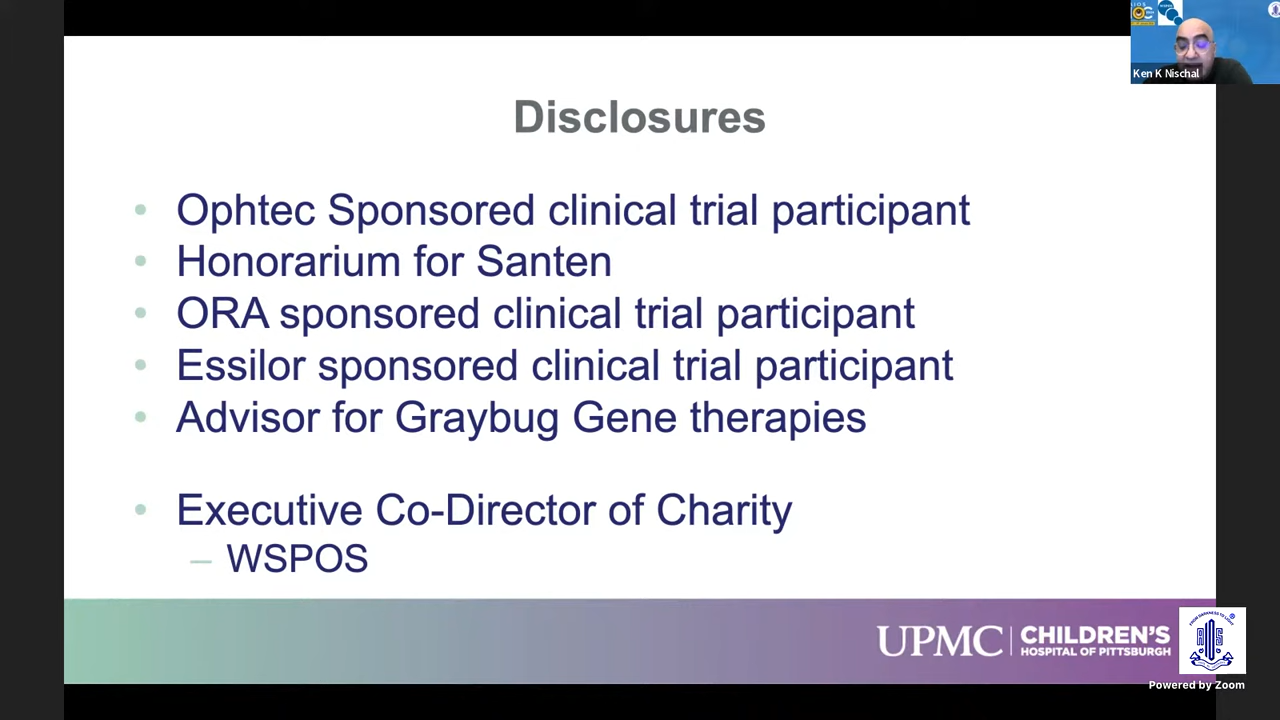 Ken K Nischal
Disclosures
• Ophtec Sponsored clinical trial participant
• Honorarium for Santen
• ORA sponsored clinical trial participant
• Essilor sponsored clinical trial participant
• Advisor for Graybug Gene therapies
• Executive Co-Director of Charity
– WSPOS
UPMC | CHILDREN'S
HOSPITAL OF PITTSBURGH
Powered by Zoom